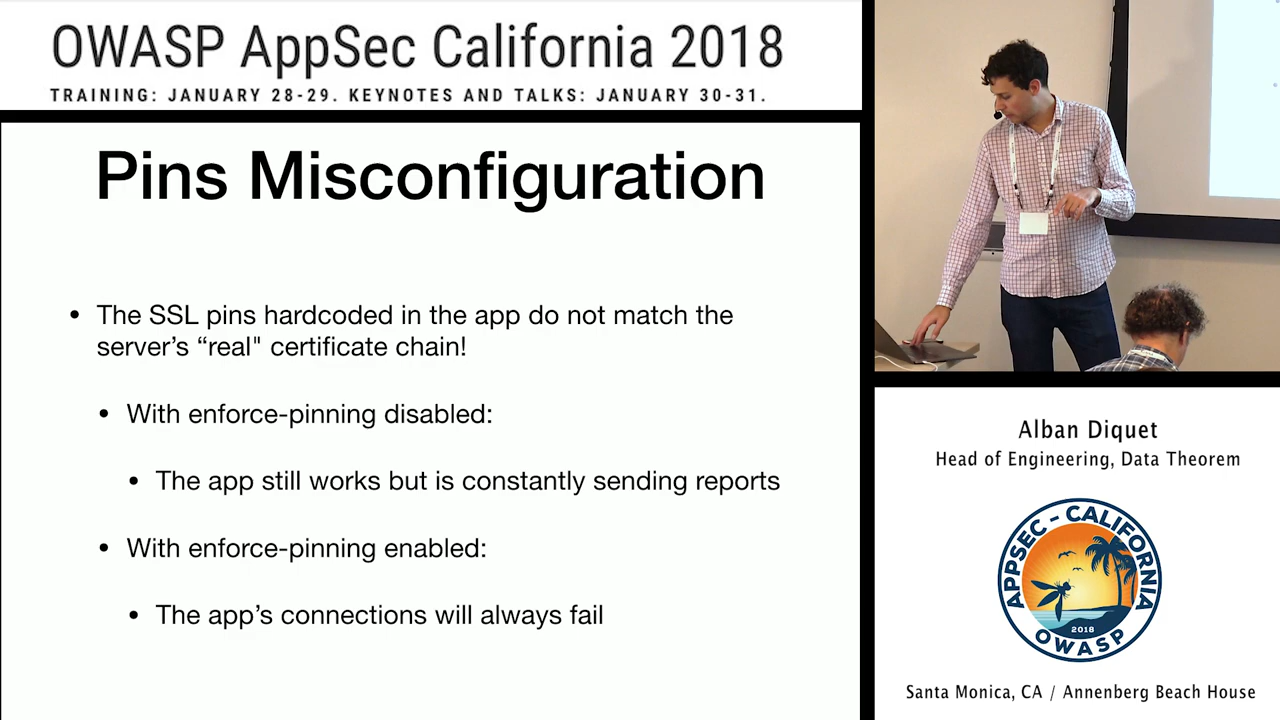 OWASP AppSec California 2018
TRAINING: JANUARY 28-29. KEYNOTES AND TALKS: JANUARY 30-31.
Pins Misconfiguration
• The SSL pins hardcoded in the app do not match the
server’s “real" certificate chain!
• With enforce-pinning disabled:
• The app still works but is constantly sending reports
• With enforce-pinning enabled:
• The app’s connections will always fail
Alban Diquet
Head of Engineering, Data Theorem
APPSEC - CALIFORNIA
2018
OWASP
Santa Monica, CA / Annenberg Beach House